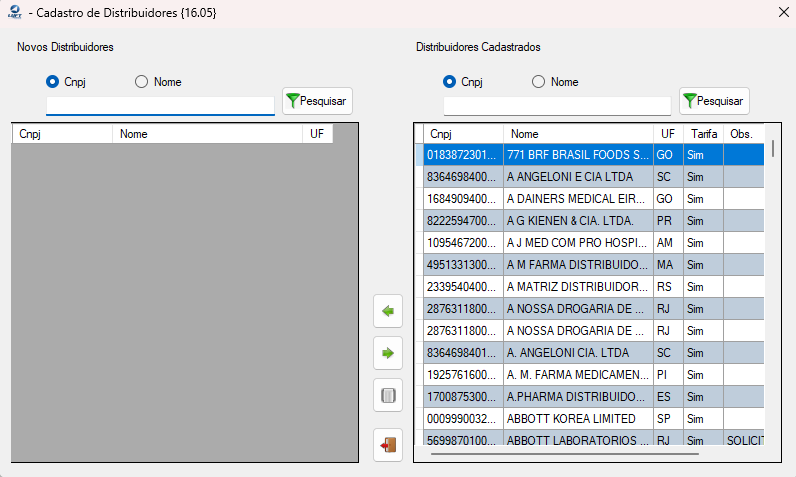 LUFT - Cadastro de Distribuidores {16.05}
Novos Distribuidores
Cnpj Nome
Pesquisar
Cnpj Nome UF
Distribuidores Cadastrados
Cnpj Nome
Pesquisar
Cnpj Nome UF Tarifa Obs.
0183872301... 771 BRF BRASIL FOODS S... GO Sim
8364698400... A ANGELONI E CIA LTDA SC Sim
1684909400... A DAINERS MEDICAL EIR... GO Sim
8222594700... A G KIENEN & CIA. LTDA. PR Sim
1095467200... A J MED COM PRO HOSPI... AM Sim
4951331300... A M FARMA DISTRIBUIDO... MA Sim
2339540400... A MATRIZ DISTRIBUIDOR... RS Sim
2876311800... A NOSSA DROGARIA DE ... RJ Sim
2876311800... A NOSSA DROGARIA DE ... RJ Sim
8364698401... A. ANGELONI CIA. LTDA SC Sim
1925761600... A. M. FARMA MEDICAMEN... PI Sim
1700875300... A.PHARMA DISTRIBUIDO... ES Sim
0009990032... ABBOTT KOREA LIMITED SP Sim
5699870100... ABBOTT LABORATORIOS ... RJ Sim SOLICIT